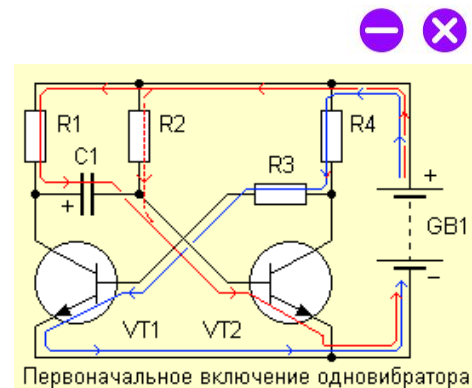 R1
R2
R4
C1
R3
+
+
GB1
−
VT1
VT2
Первоначальное включение одновибратора